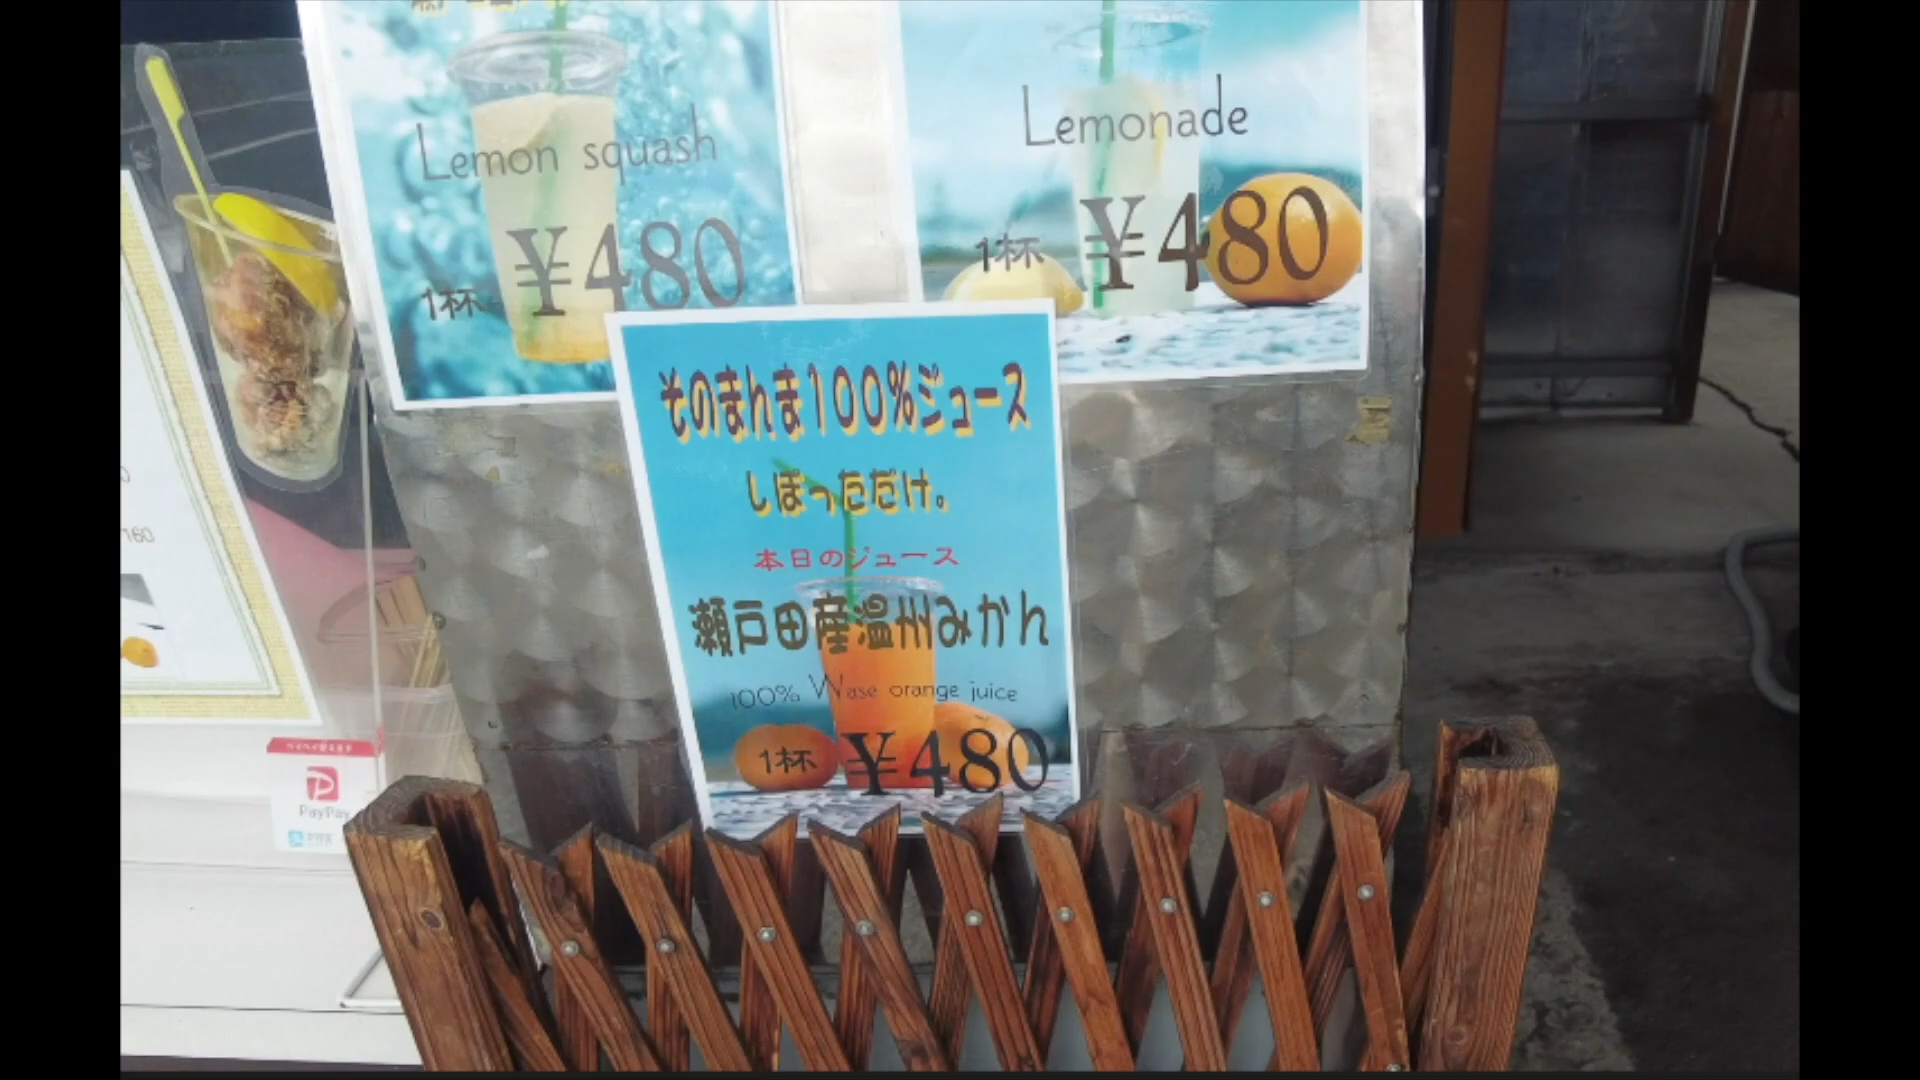 Lemon squash
1杯 ¥480
Lemonade
1杯 ¥480
そのまんま100%ジュース
しぼっただけ。
本日のジュース
瀬戸田産温州みかん
100% Wase orange juice
1杯 ¥480
160
PayPay